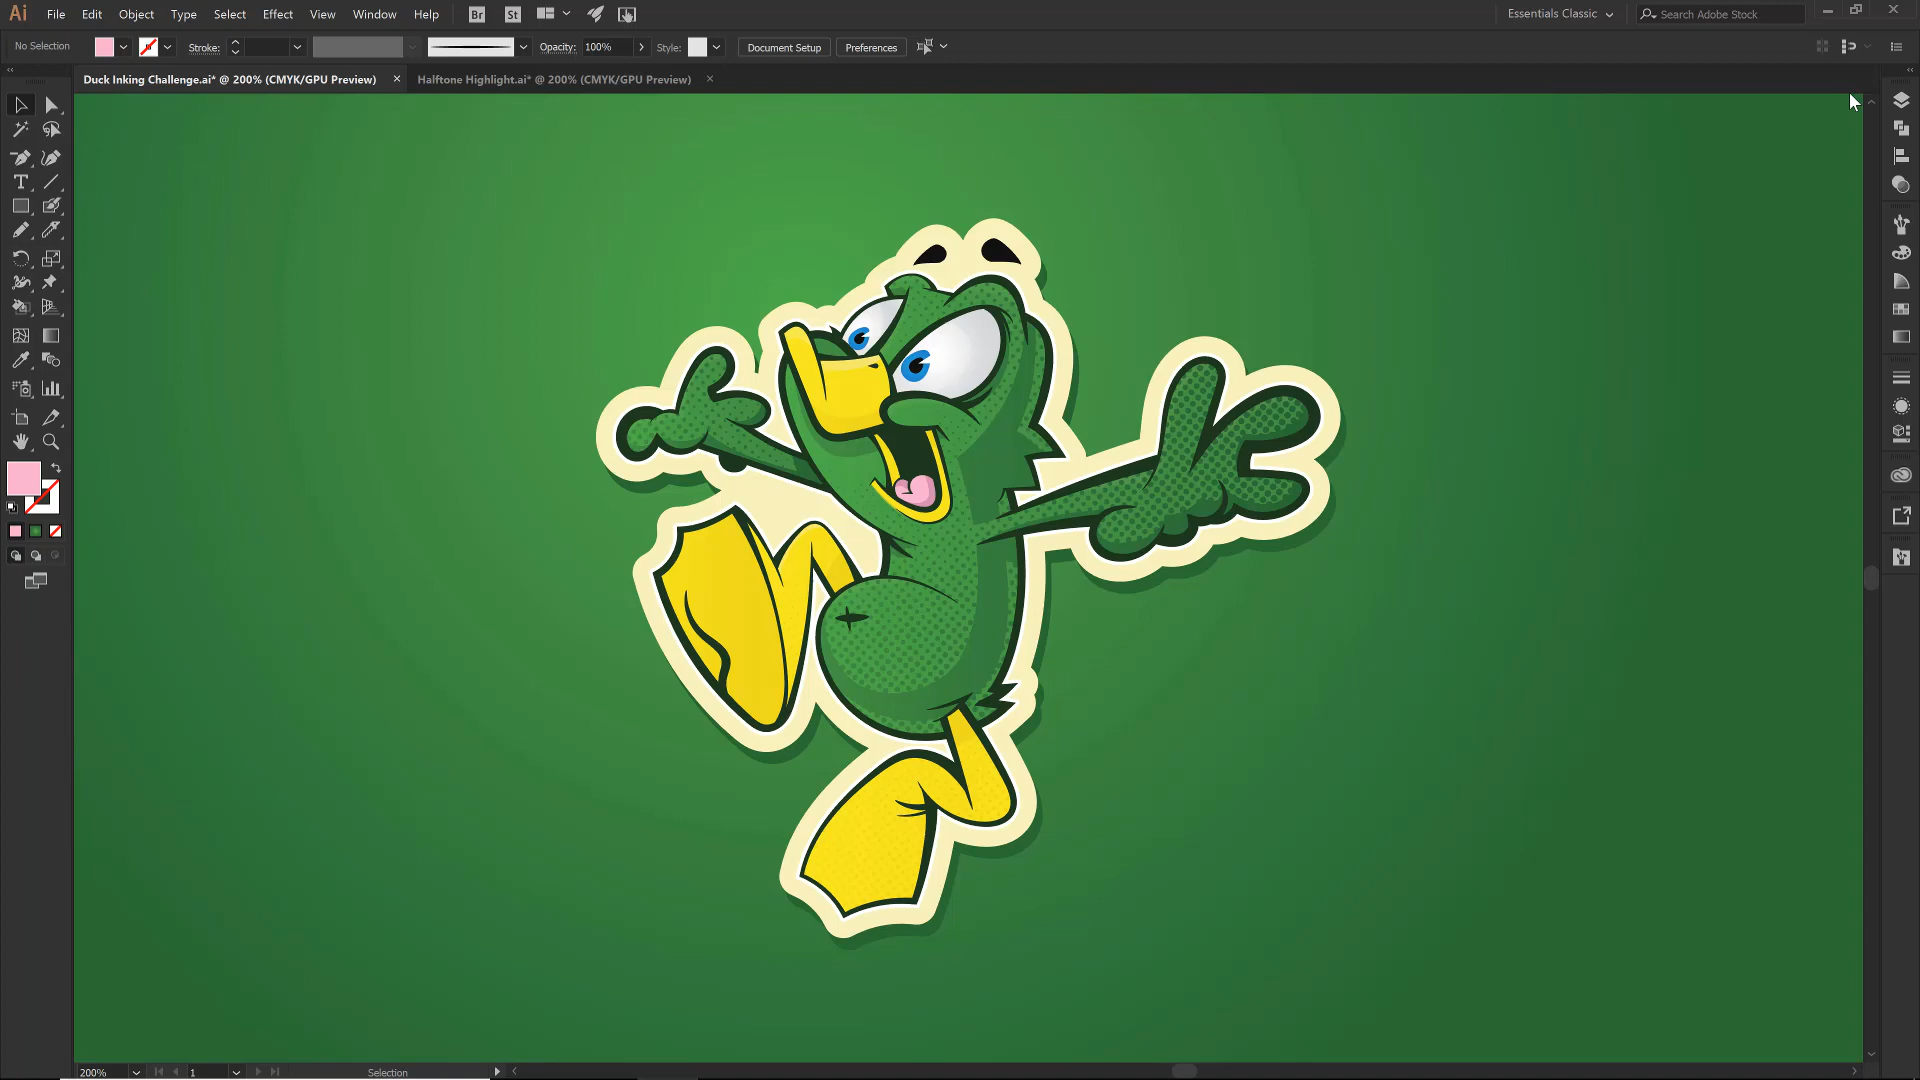 Ai File Edit Object Type Select Effect View Window Help Br St Essentials Classic Search Adobe Stock
No Selection Stroke: Opacity: 100% Style: Document Setup Preferences
Duck Inking Challenge.ai* @ 200% (CMYK/GPU Preview) Halftone Highlight.ai* @ 200% (CMYK/GPU Preview)
T
200% 1 Selection